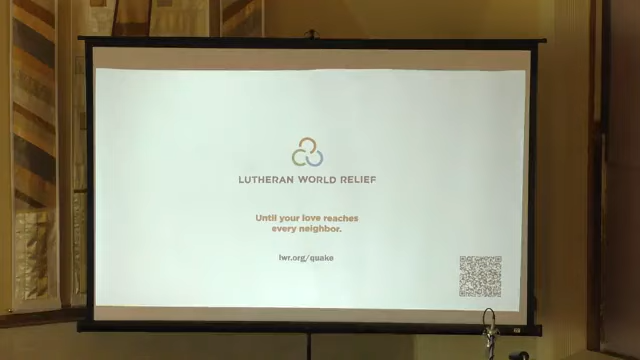 LUTHERAN WORLD RELIEF
Until your love reaches
every neighbor.
lwr.org/quake